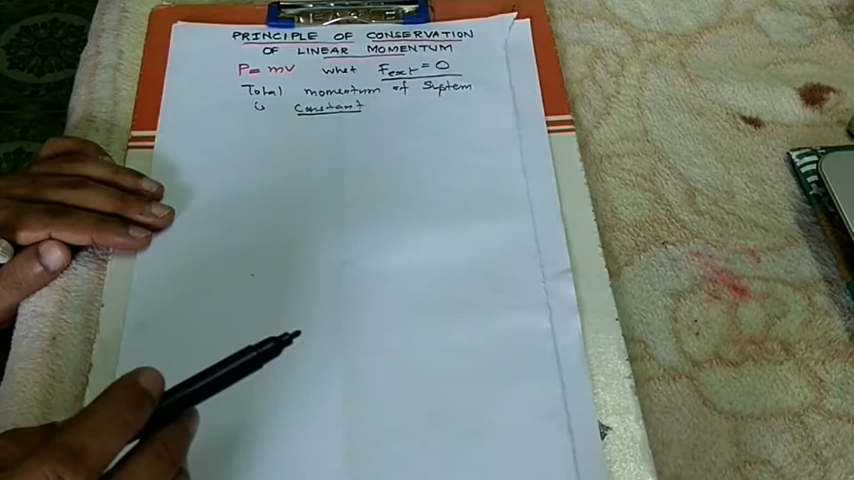 PRINCIPLE OF CONSERVATION
OF LINEAR MOMENTUM
P = mv when Fext = 0
Total momentum of System
is Constant